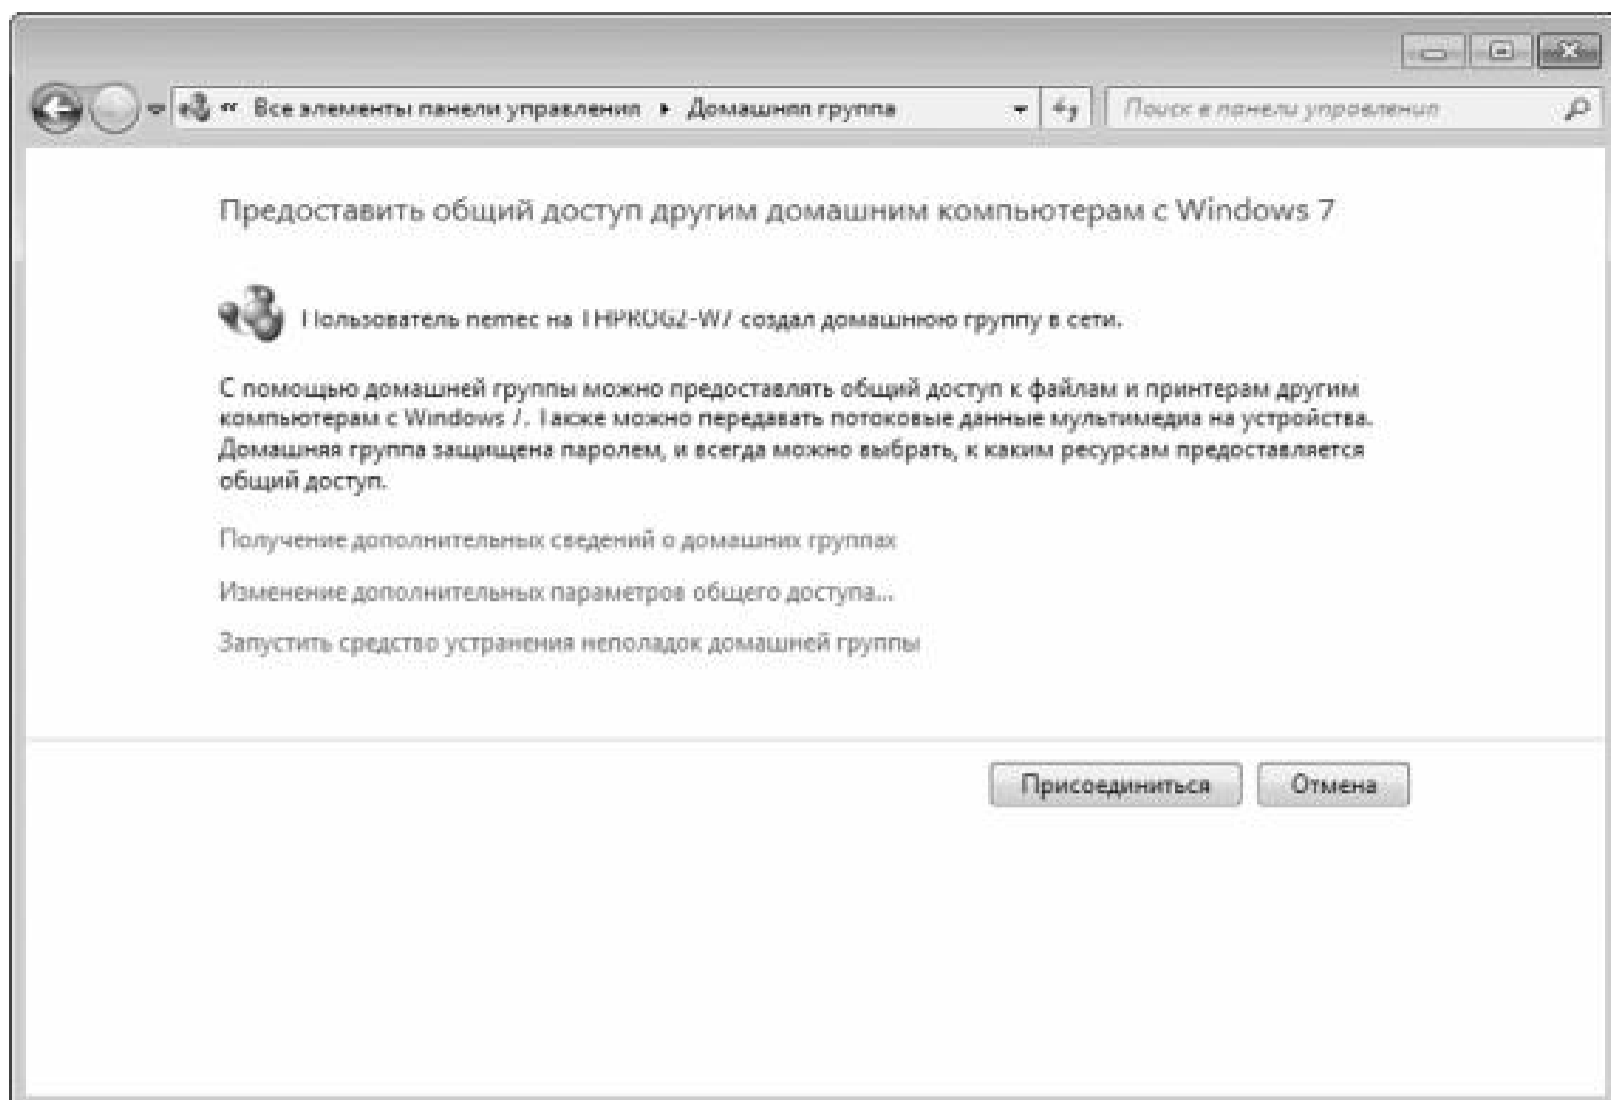 « Все элементы панели управления ▸ Домашняя группа
Поиск в панели управления
Предоставить общий доступ другим домашним компьютерам с Windows 7
Пользователь nemec на THPROG2-W7 создал домашнюю группу в сети.
С помощью домашней группы можно предоставлять общий доступ к файлам и принтерам другим
компьютерам с Windows 7. Также можно передавать потоковые данные мультимедиа на устройства.
Домашняя группа защищена паролем, и всегда можно выбрать, к каким ресурсам предоставляется
общий доступ.
Получение дополнительных сведений о домашних группах
Изменение дополнительных параметров общего доступа...
Запустить средство устранения неполадок домашней группы
Присоединиться
Отмена